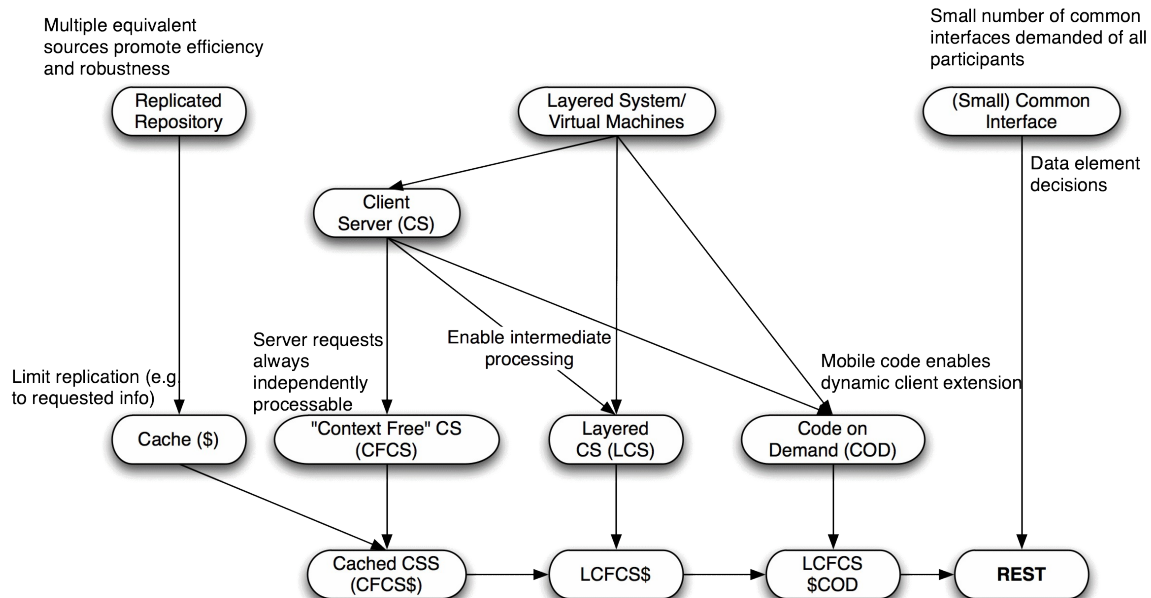 Multiple equivalent
sources promote efficiency
and robustness
Small number of common
interfaces demanded of all
participants
Replicated
Repository
Layered System/
Virtual Machines
(Small) Common
Interface
Data element
decisions
Client
Server (CS)
Server requests
always
independently
processable
Enable intermediate
processing
Mobile code enables
dynamic client extension
Limit replication (e.g.
to requested info)
Cache ($)
"Context Free" CS
(CFCS)
Layered
CS (LCS)
Code on
Demand (COD)
Cached CSS
(CFCS$)
LCFCS$
LCFCS
$COD
REST